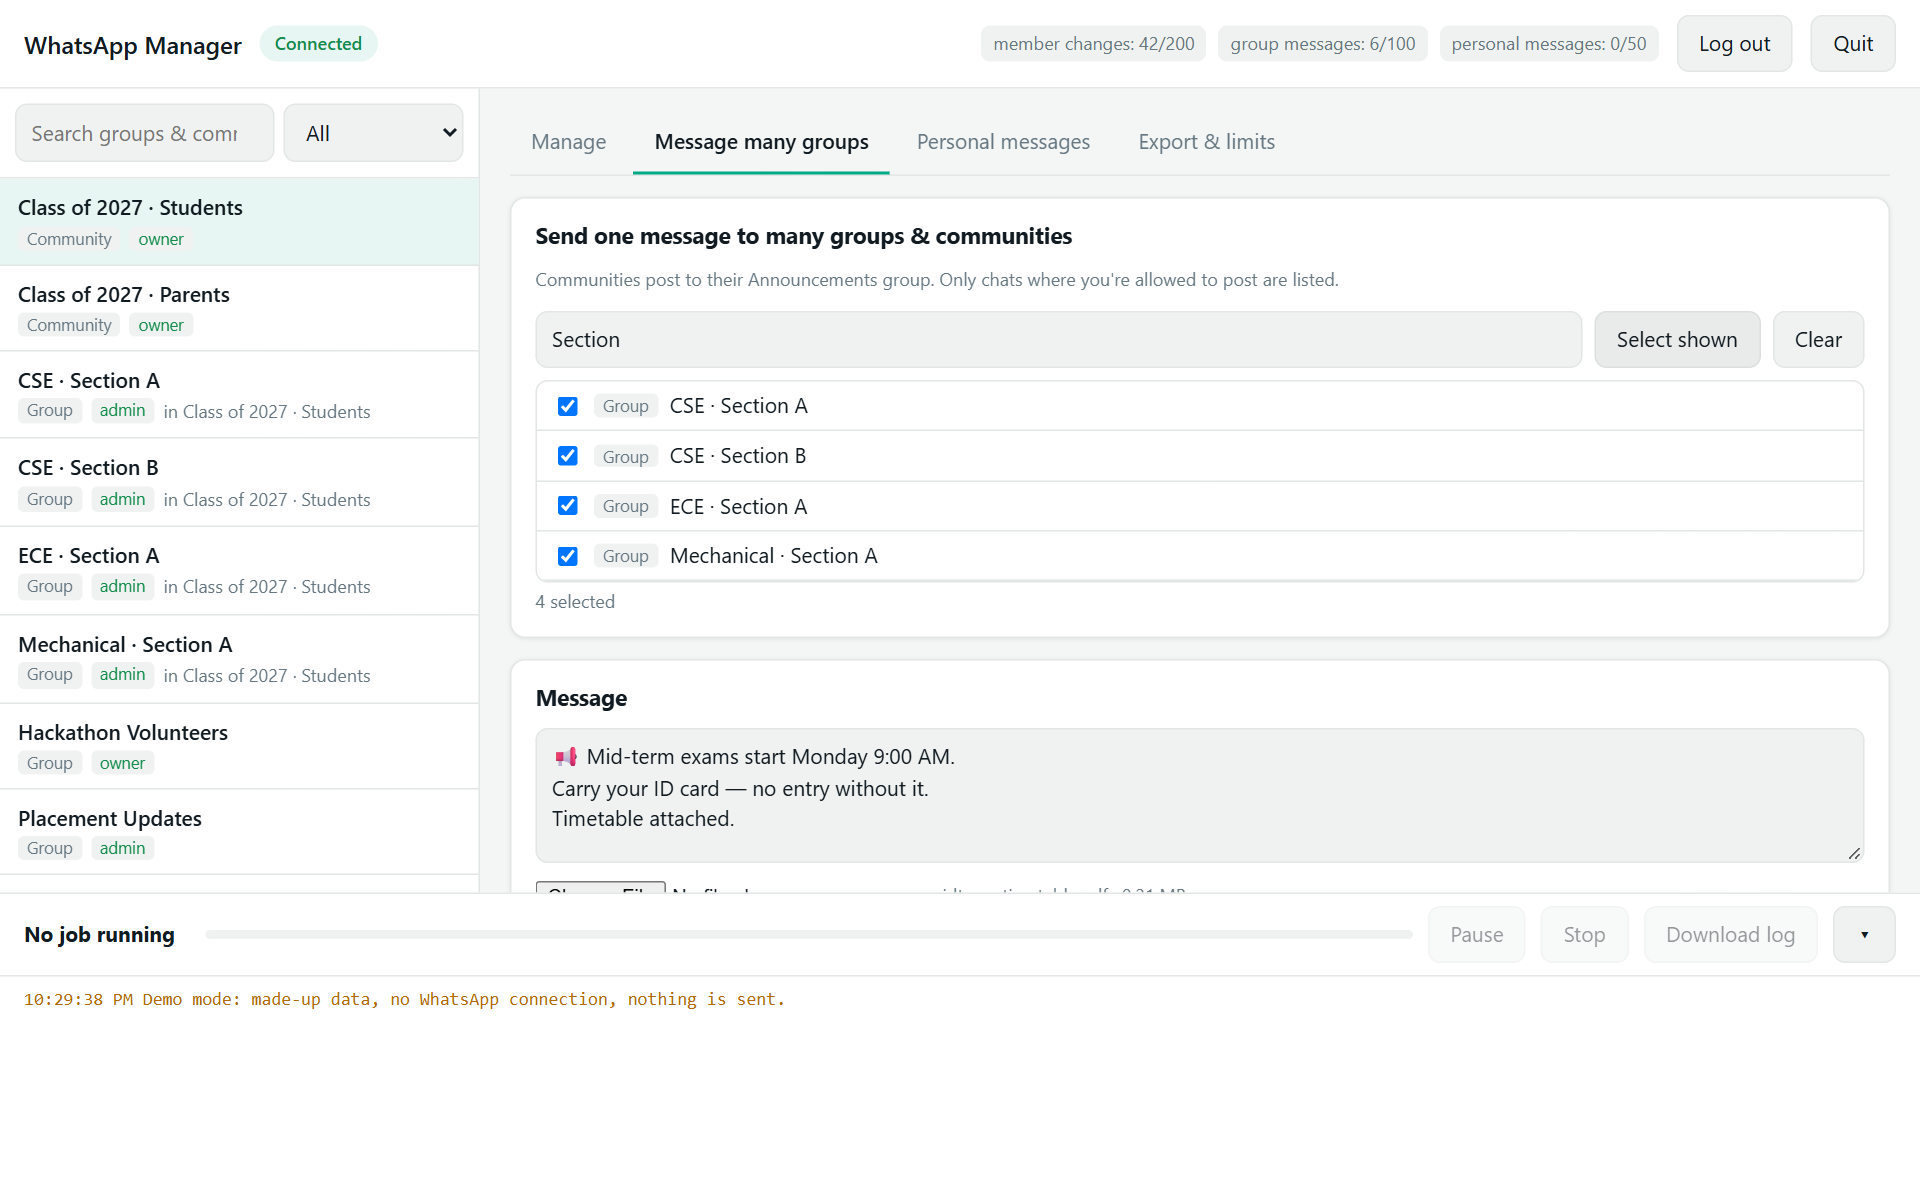 WhatsApp Manager
Connected
member changes: 42/200
group messages: 6/100
personal messages: 0/50
Log out
Quit
Search groups & comm
All
Class of 2027 · Students
Community owner
Class of 2027 · Parents
Community owner
CSE · Section A
Group admin in Class of 2027 · Students
CSE · Section B
Group admin in Class of 2027 · Students
ECE · Section A
Group admin in Class of 2027 · Students
Mechanical · Section A
Group admin in Class of 2027 · Students
Hackathon Volunteers
Group owner
Placement Updates
Group admin
Manage
Message many groups
Personal messages
Export & limits
Send one message to many groups & communities
Communities post to their Announcements group. Only chats where you're allowed to post are listed.
Section
Select shown
Clear
Group CSE · Section A
Group CSE · Section B
Group ECE · Section A
Group Mechanical · Section A
4 selected
Message
📢 Mid-term exams start Monday 9:00 AM.
Carry your ID card — no entry without it.
Timetable attached.
No job running
Pause
Stop
Download log
10:29:38 PM Demo mode: made-up data, no WhatsApp connection, nothing is sent.